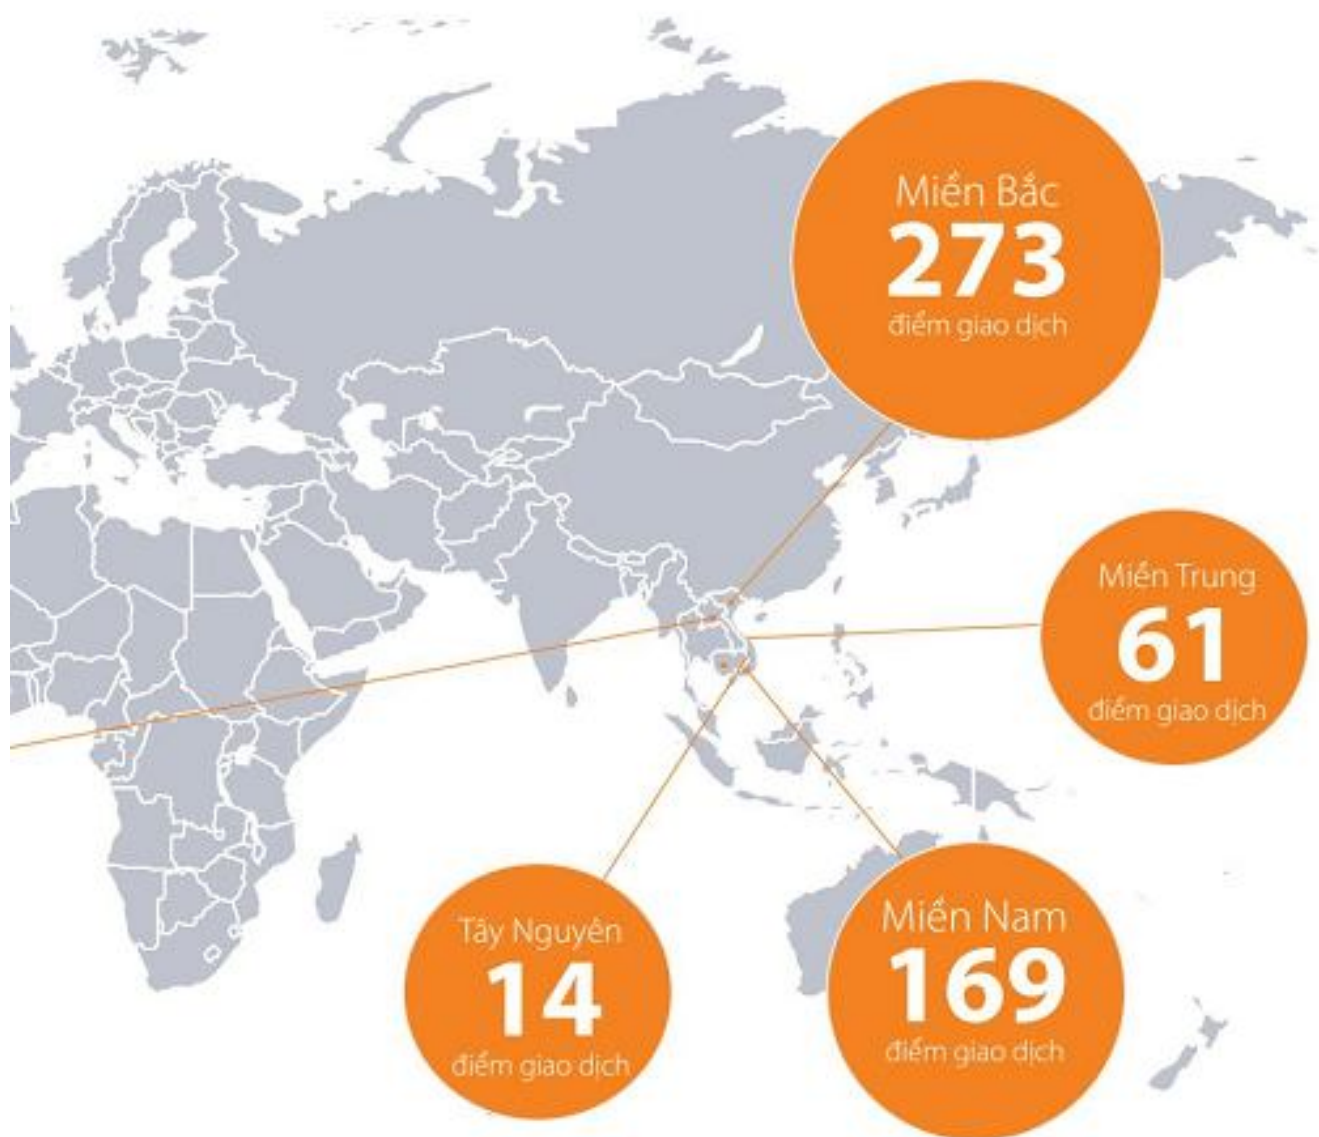 Miền Bắc
273
điểm giao dịch
Miền Trung
61
điểm giao dịch
Tây Nguyên
14
điểm giao dịch
Miền Nam
169
điểm giao dịch